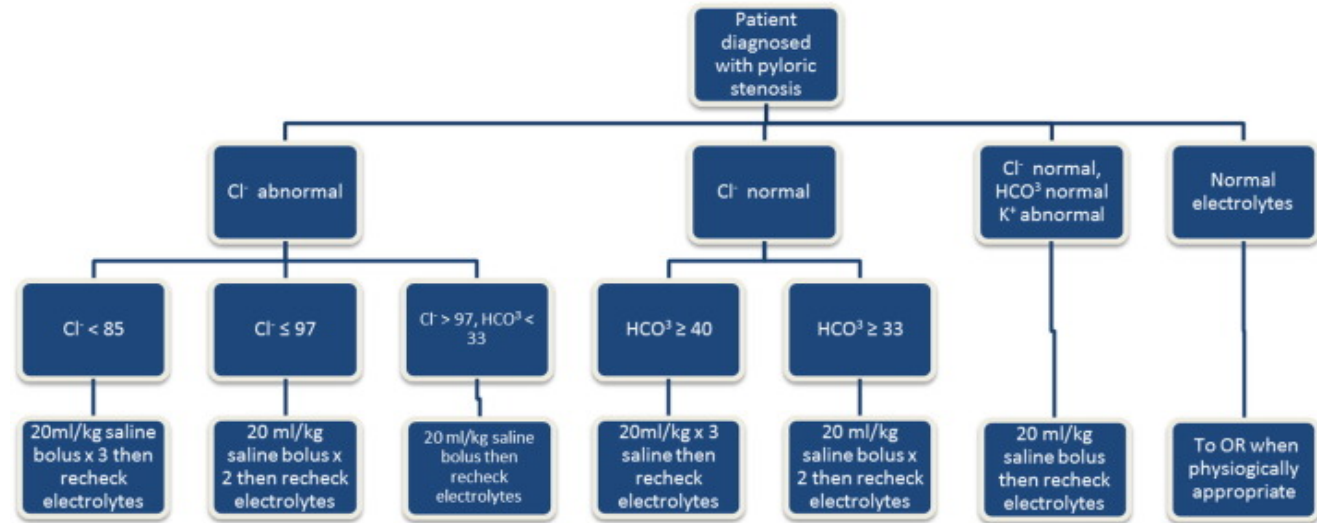 Patient
diagnosed
with pyloric
stenosis
Cl⁻ abnormal
Cl⁻ normal
Cl⁻ normal,
HCO³ normal
K⁺ abnormal
Normal
electrolytes
Cl⁻ < 85
Cl⁻ ≤ 97
Cl⁻ > 97, HCO³ <
33
HCO³ ≥ 40
HCO³ ≥ 33
20ml/kg saline
bolus x 3 then
recheck
electrolytes
20 ml/kg
saline bolus x
2 then recheck
electrolytes
20 ml/kg saline
bolus then
recheck
electrolytes
20ml/kg x 3
saline then
recheck
electrolytes
20 ml/kg
saline bolus x
2 then recheck
electrolytes
20 ml/kg
saline bolus
then recheck
electrolytes
To OR when
physiogically
appropriate